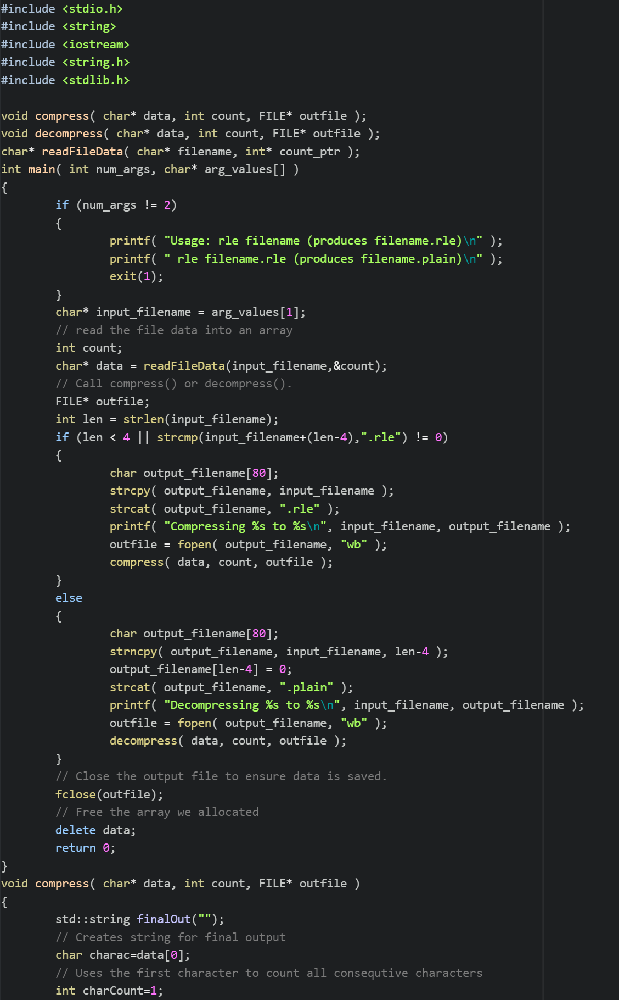 #include <stdio.h>
#include <string>
#include <iostream>
#include <string.h>
#include <stdlib.h>

void compress( char* data, int count, FILE* outfile );
void decompress( char* data, int count, FILE* outfile );
char* readFileData( char* filename, int* count_ptr );
int main( int num_args, char* arg_values[] )
{
        if (num_args != 2)
        {
                printf( "Usage: rle filename (produces filename.rle)\n" );
                printf( " rle filename.rle (produces filename.plain)\n" );
                exit(1);
        }
        char* input_filename = arg_values[1];
        // read the file data into an array
        int count;
        char* data = readFileData(input_filename,&count);
        // Call compress() or decompress().
        FILE* outfile;
        int len = strlen(input_filename);
        if (len < 4 || strcmp(input_filename+(len-4),".rle") != 0)
        {
                char output_filename[80];
                strcpy( output_filename, input_filename );
                strcat( output_filename, ".rle" );
                printf( "Compressing %s to %s\n", input_filename, output_filename );
                outfile = fopen( output_filename, "wb" );
                compress( data, count, outfile );
        }
        else
        {
                char output_filename[80];
                strncpy( output_filename, input_filename, len-4 );
                output_filename[len-4] = 0;
                strcat( output_filename, ".plain" );
                printf( "Decompressing %s to %s\n", input_filename, output_filename );
                outfile = fopen( output_filename, "wb" );
                decompress( data, count, outfile );
        }
        // Close the output file to ensure data is saved.
        fclose(outfile);
        // Free the array we allocated
        delete data;
        return 0;
}
void compress( char* data, int count, FILE* outfile )
{
        std::string finalOut("");
        // Creates string for final output
        char charac=data[0];
        // Uses the first character to count all consequtive characters
        int charCount=1;